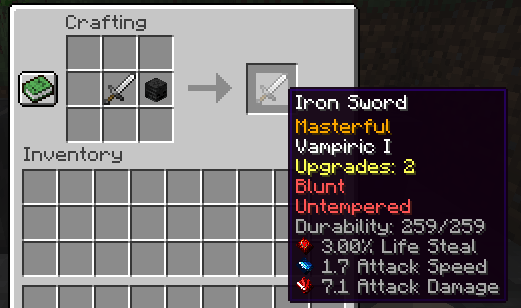 Crafting
Iron Sword
Masterful
Vampiric I
Upgrades: 2
Blunt
Untempered
Durability: 259/259
3.00% Life Steal
1.7 Attack Speed
7.1 Attack Damage
Inventory